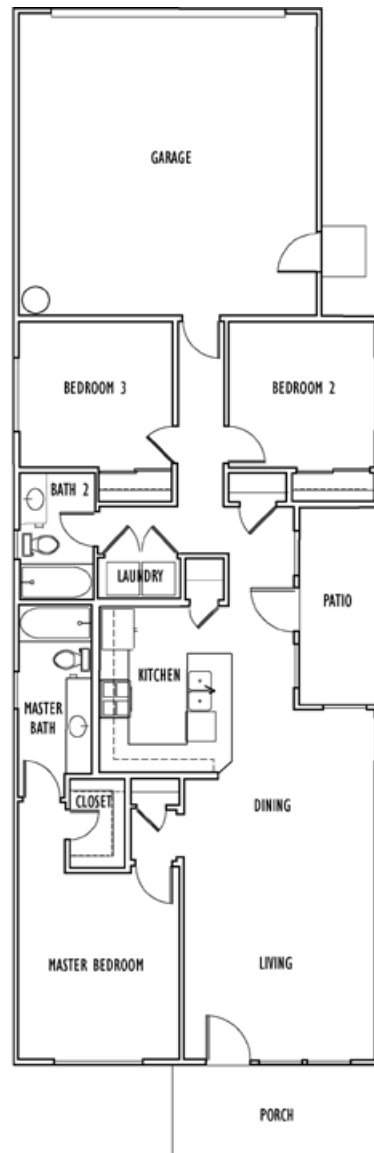 GARAGE
BEDROOM 3
BEDROOM 2
BATH 2
LAUNDRY
PATIO
KITCHEN
MASTER
BATH
CLOSET
DINING
MASTER BEDROOM
LIVING
PORCH